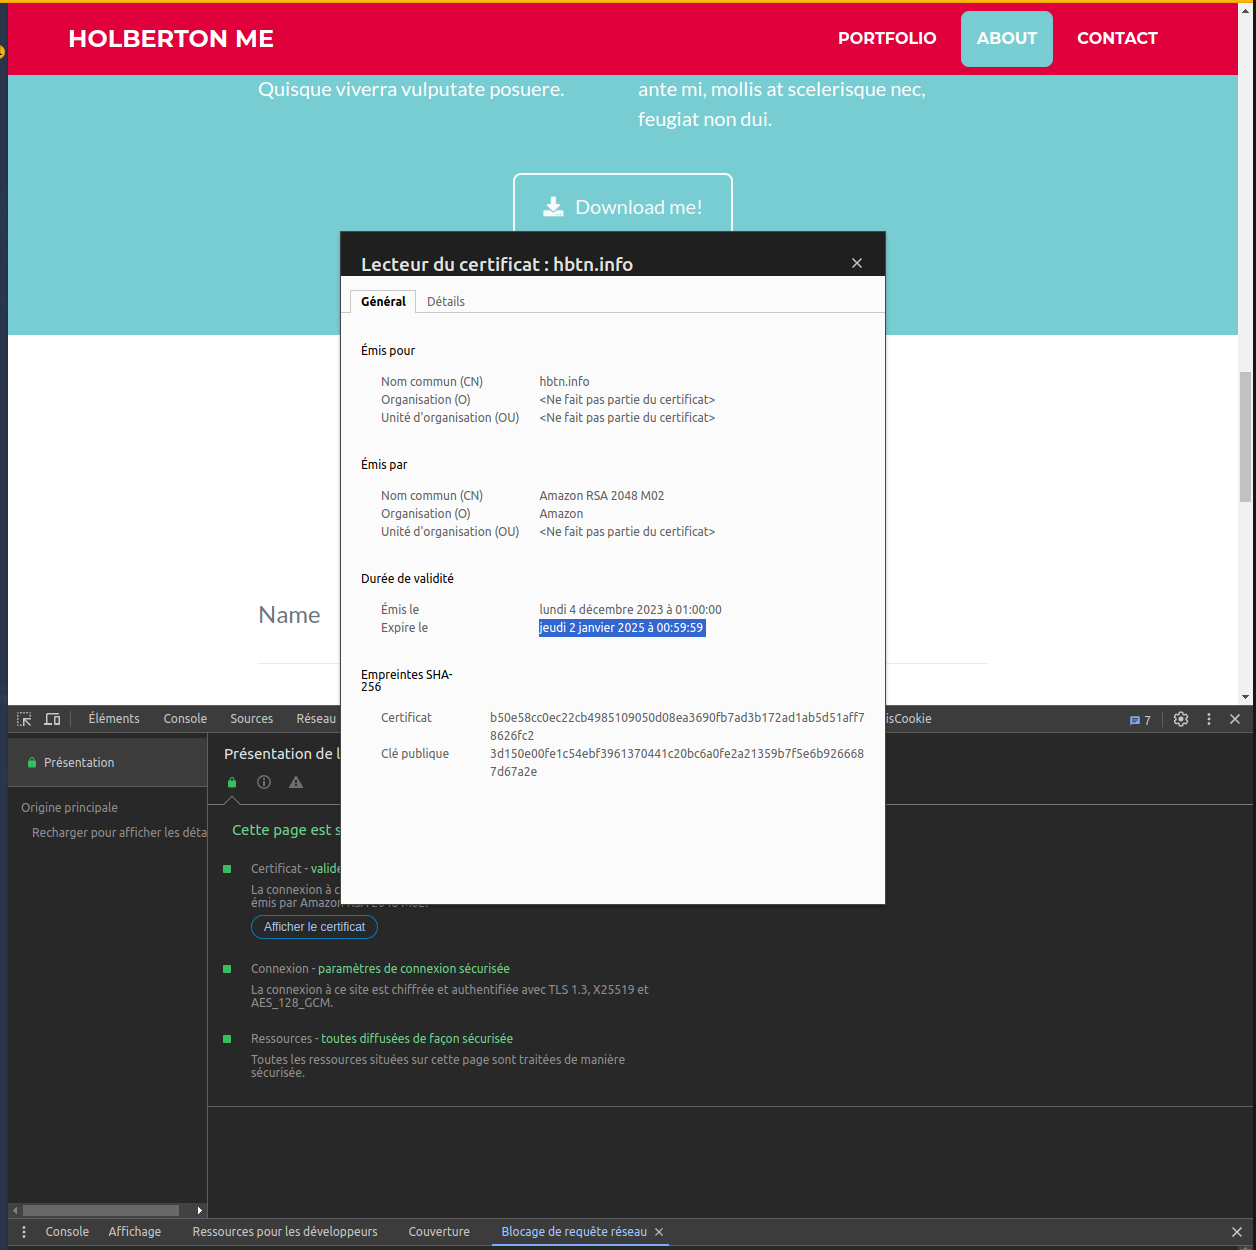 HOLBERTON ME
PORTFOLIO ABOUT CONTACT
Quisque viverra vulputate posuere.
ante mi, mollis at scelerisque nec,
feugiat non dui.
Download me!
Lecteur du certificat : hbtn.info
Général Détails
Émis pour
Nom commun (CN) hbtn.info
Organisation (O) <Ne fait pas partie du certificat>
Unité d'organisation (OU) <Ne fait pas partie du certificat>
Émis par
Nom commun (CN) Amazon RSA 2048 M02
Organisation (O) Amazon
Unité d'organisation (OU) <Ne fait pas partie du certificat>
Durée de validité
Émis le lundi 4 décembre 2023 à 01:00:00
Expire le jeudi 2 janvier 2025 à 00:59:59
Empreintes SHA-
256
Certificat b50e58cc0ec22cb4985109050d08ea3690fb7ad3b172ad1ab5d51aff7
8626fc2
Clé publique 3d150e00fe1c54ebf3961370441c20bc6a0fe2a21359b7f5e6b926668
7d67a2e
Name
Éléments Console Sources Réseau isCookie 7
Présentation
Origine principale
Recharger pour afficher les déta
Présentation de l
Cette page est s
Certificat - valide
La connexion à c
émis par Amazon RSA 2048 M02.
Afficher le certificat
Connexion - paramètres de connexion sécurisée
La connexion à ce site est chiffrée et authentifiée avec TLS 1.3, X25519 et
AES_128_GCM.
Ressources - toutes diffusées de façon sécurisée
Toutes les ressources situées sur cette page sont traitées de manière
sécurisée.
Console Affichage Ressources pour les développeurs Couverture Blocage de requête réseau